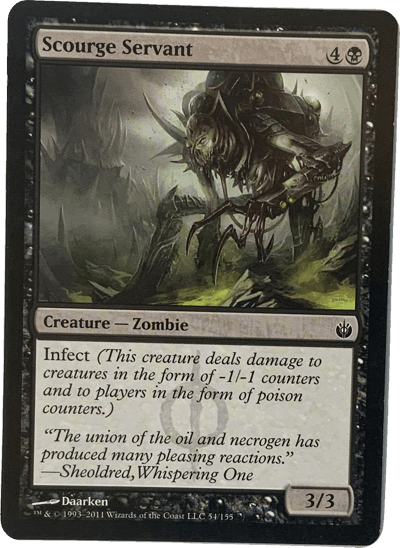 Scourge Servant 4
Creature — Zombie
Infect (This creature deals damage to
creatures in the form of -1/-1 counters
and to players in the form of poison
counters.)
“The union of the oil and necrogen has
produced many pleasing reactions.”
—Sheoldred, Whispering One
Daarken
3/3
™ & © 1993–2011 Wizards of the Coast LLC 54/155